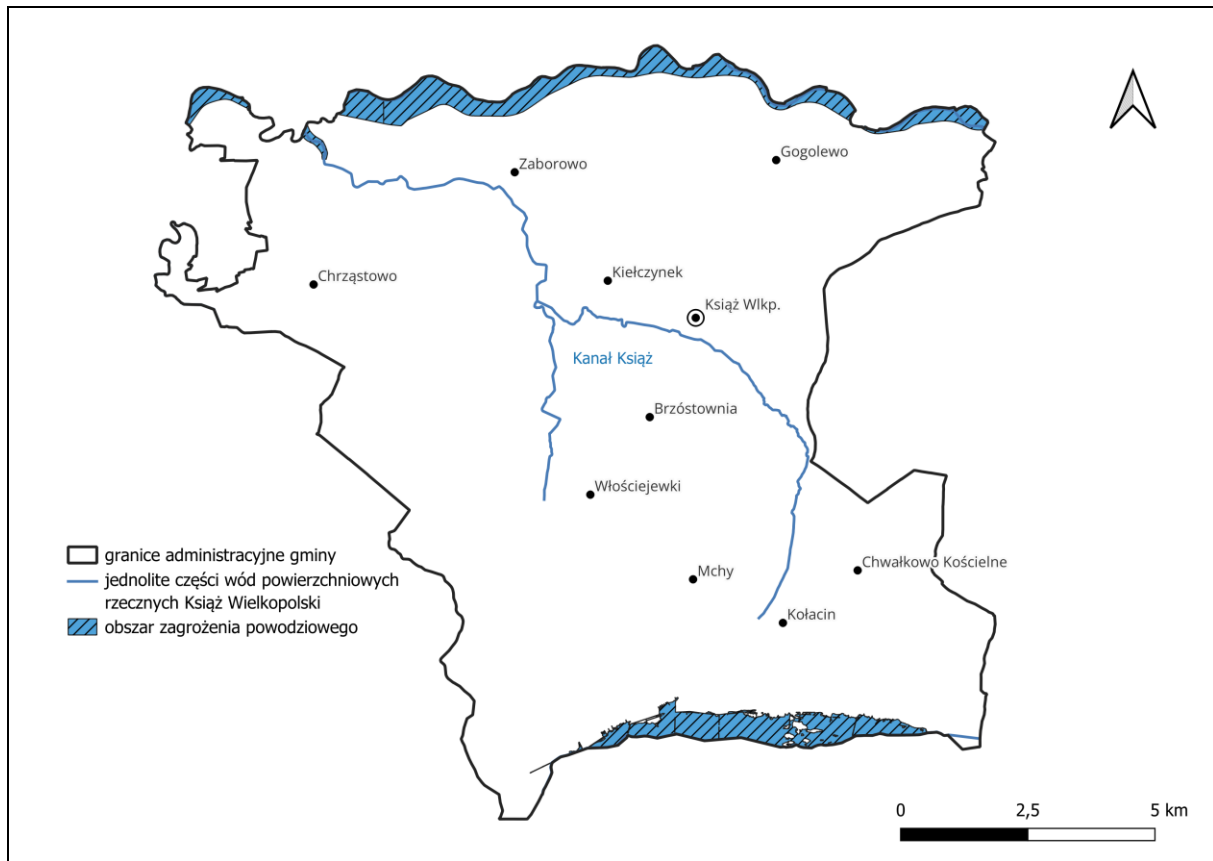 Gogolewo
Zaborowo
Chrząstowo
Kiełczynek
Książ Wlkp.
Kanał Książ
Brzóstownia
Włościejewki
granice administracyjne gminy
jednolite części wód powierzchniowych
rzecznych Książ Wielkopolski
obszar zagrożenia powodziowego
Mchy
Chwałkowo Kościelne
Kołacin
0 2,5 5 km